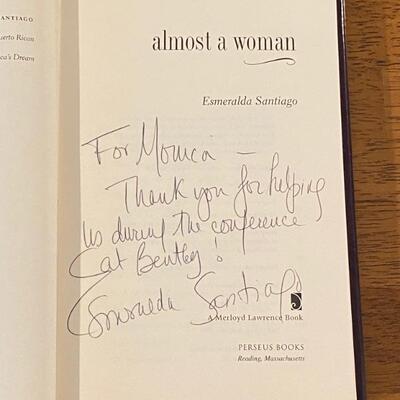 SANTIAGO
uerto Rican
ca's Dream
almost a woman
Esmeralda Santiago
For Monica —
Thank you for helping
us during the conference
at Bentley!
Esmeralda Santiago
A Merloyd Lawrence Book
PERSEUS BOOKS
Reading, Massachusetts